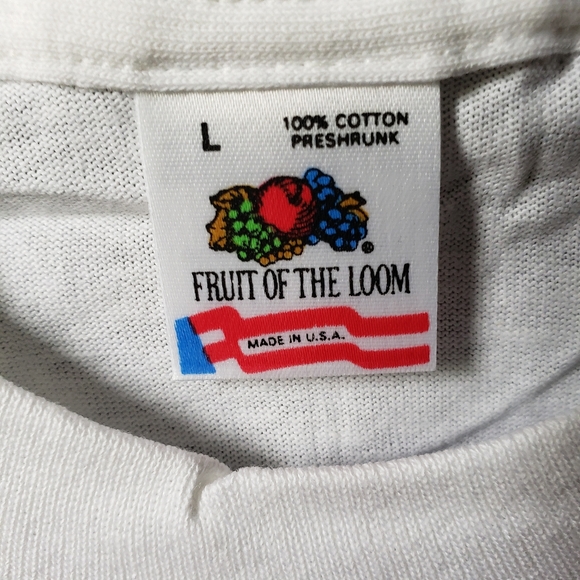 L
100% COTTON
PRESHRUNK
®
FRUIT OF THE LOOM
MADE IN U.S.A.